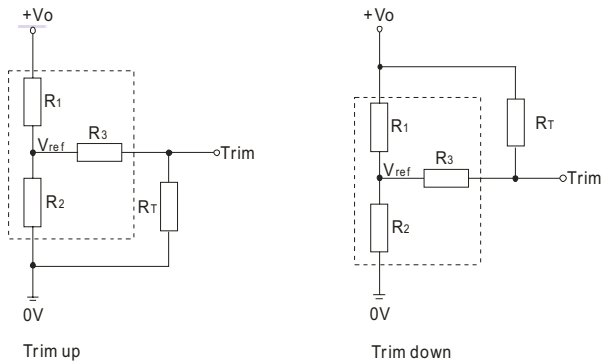 +Vo
R1
R3
Vref
Trim
R2
RT
0V
Trim up
+Vo
R1
RT
R3
Vref
Trim
R2
0V
Trim down